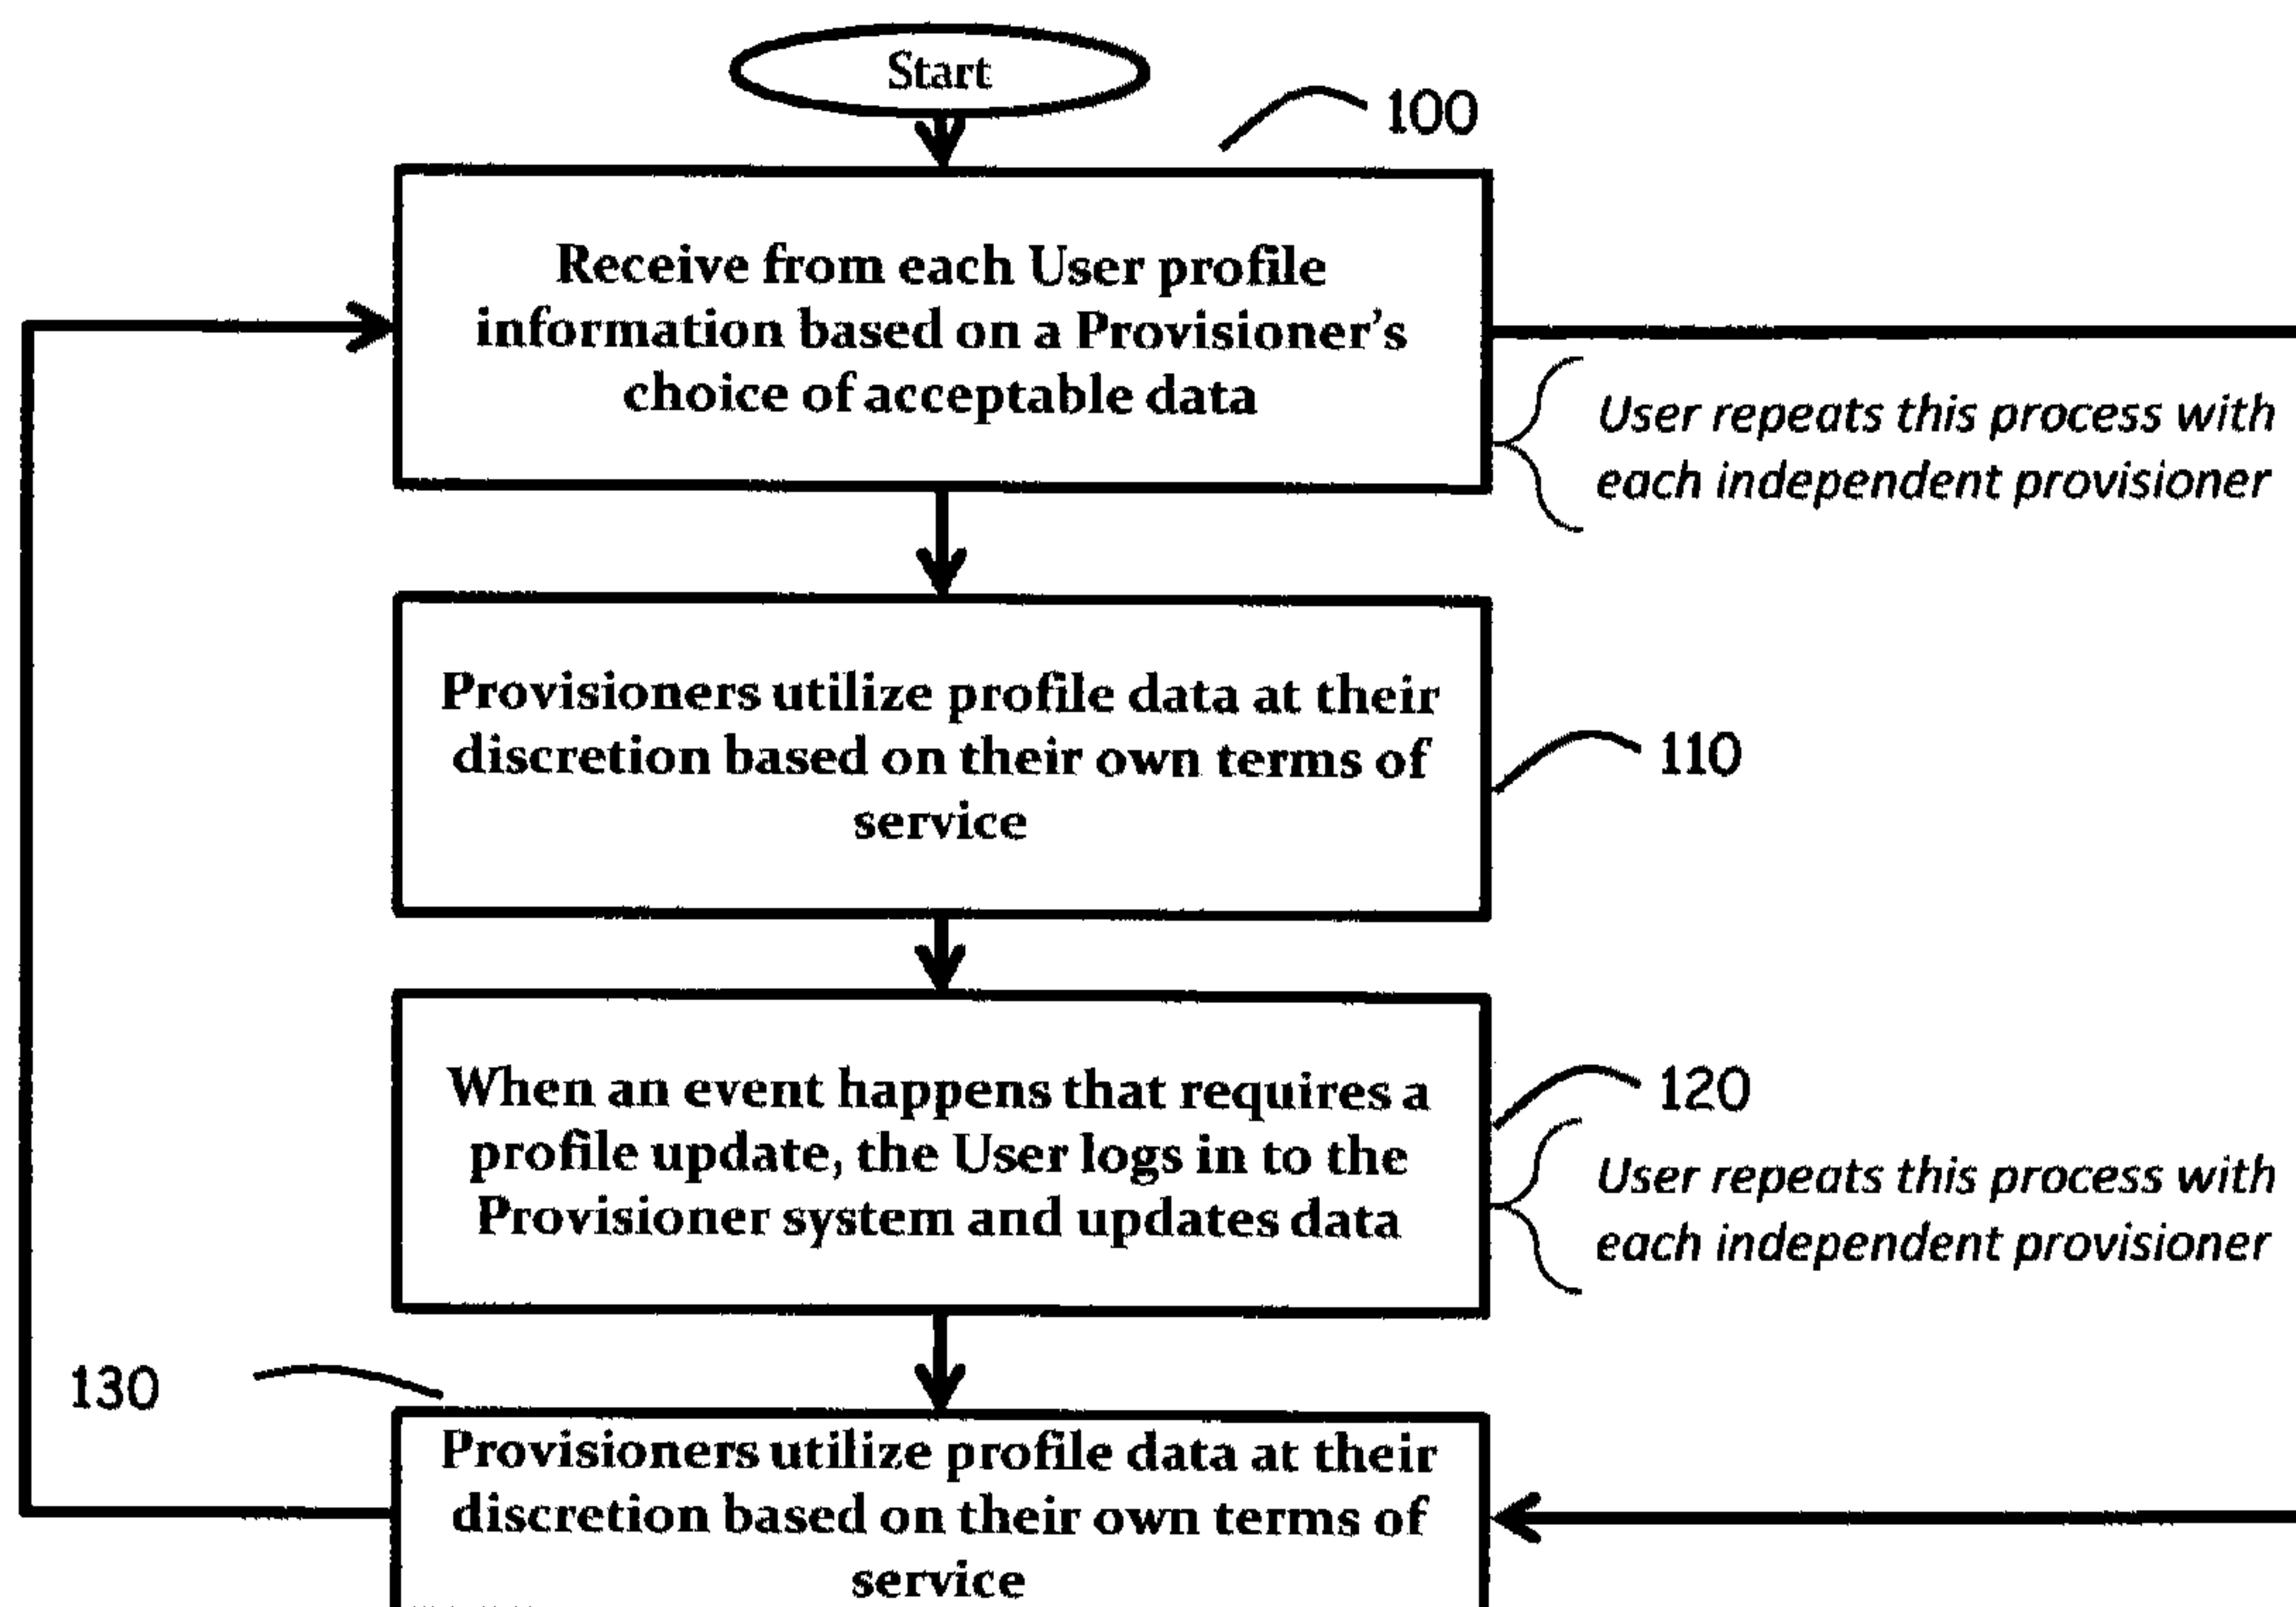 Start
100
Receive from each User profile
information based on a Provisioner's
choice of acceptable data
User repeats this process with
each independent provisioner
Provisioners utilize profile data at their
discretion based on their own terms of
service
110
When an event happens that requires a
profile update, the User logs in to the
Provisioner system and updates data
120
User repeats this process with
each independent provisioner
130
Provisioners utilize profile data at their
discretion based on their own terms of
service